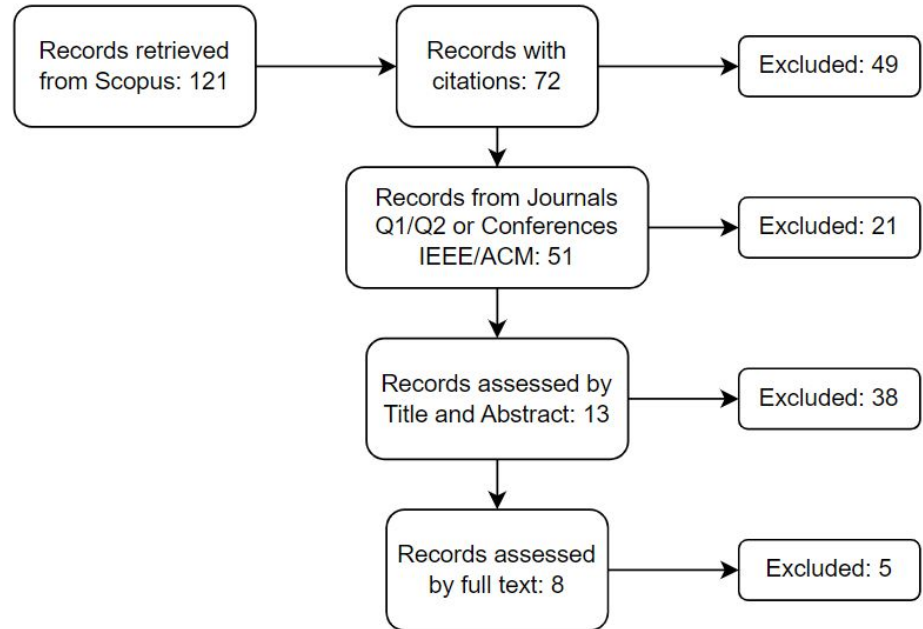 Records retrieved
from Scopus: 121
Records with
citations: 72
Excluded: 49
Records from Journals
Q1/Q2 or Conferences
IEEE/ACM: 51
Excluded: 21
Records assessed by
Title and Abstract: 13
Excluded: 38
Records assessed
by full text: 8
Excluded: 5